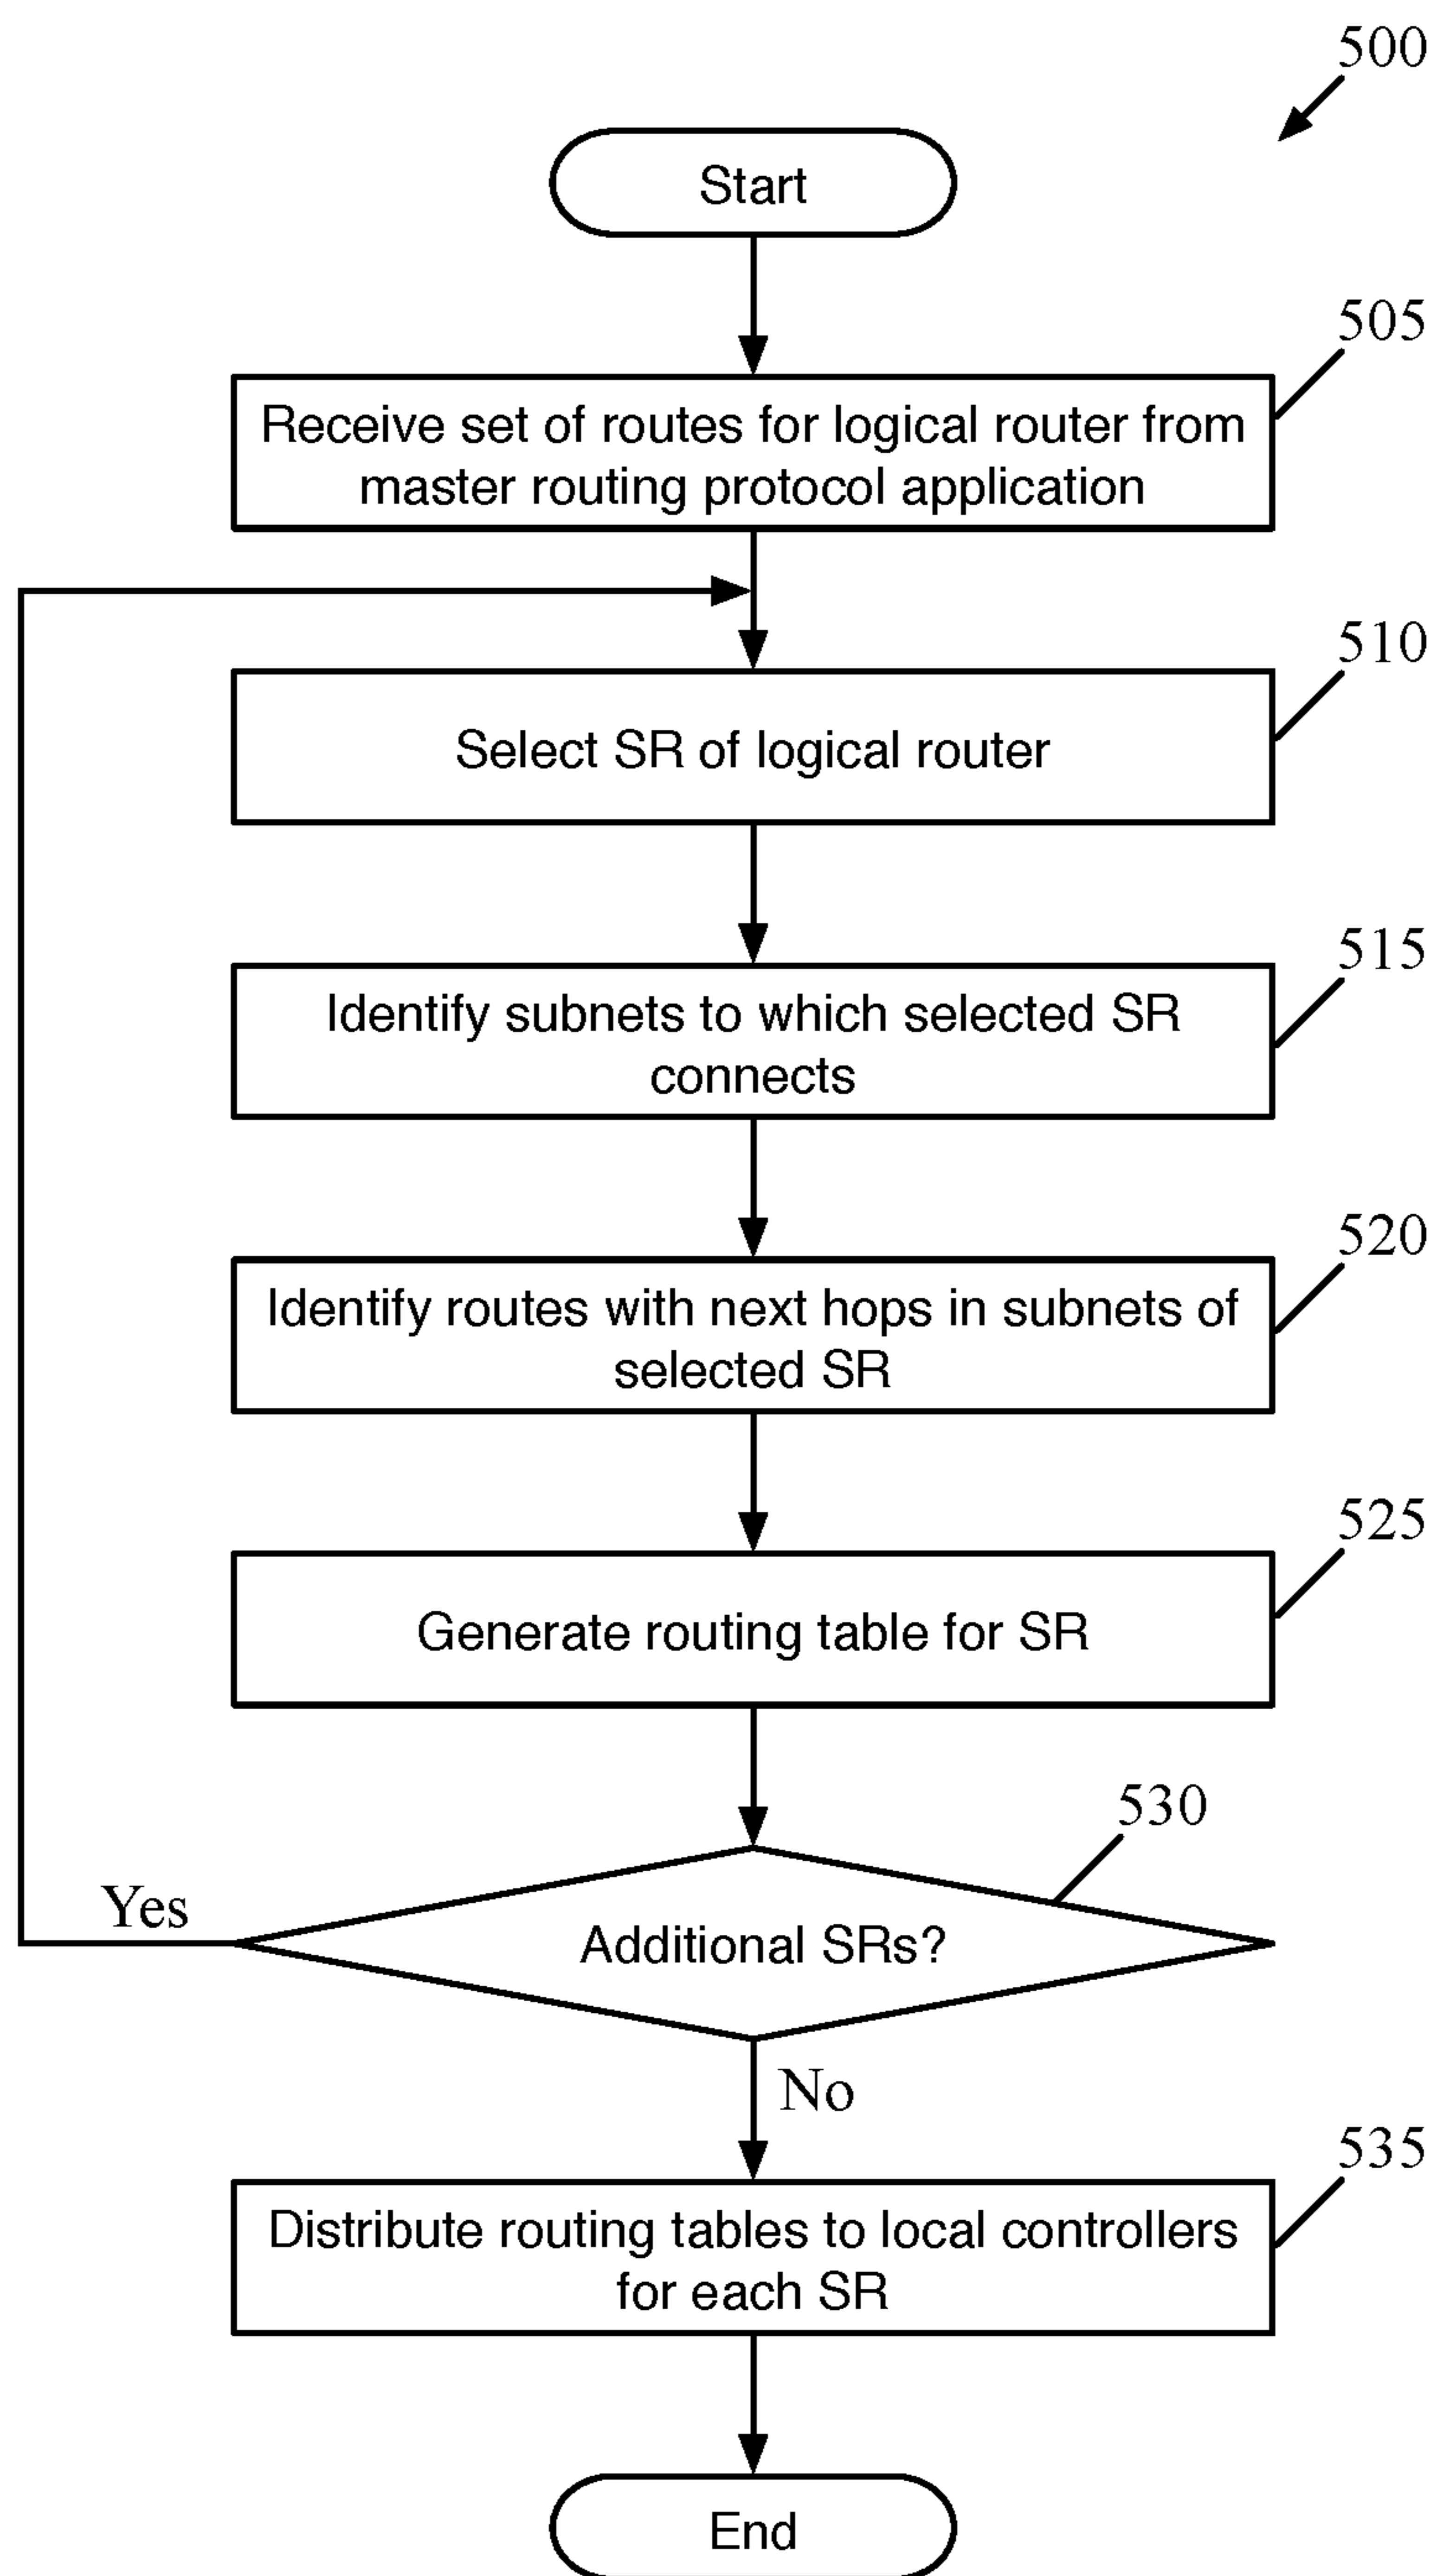 500
Start
505
Receive set of routes for logical router from
master routing protocol application
510
Select SR of logical router
515
Identify subnets to which selected SR
connects
520
Identify routes with next hops in subnets of
selected SR
525
Generate routing table for SR
530
Yes
Additional SRs?
No
535
Distribute routing tables to local controllers
for each SR
End